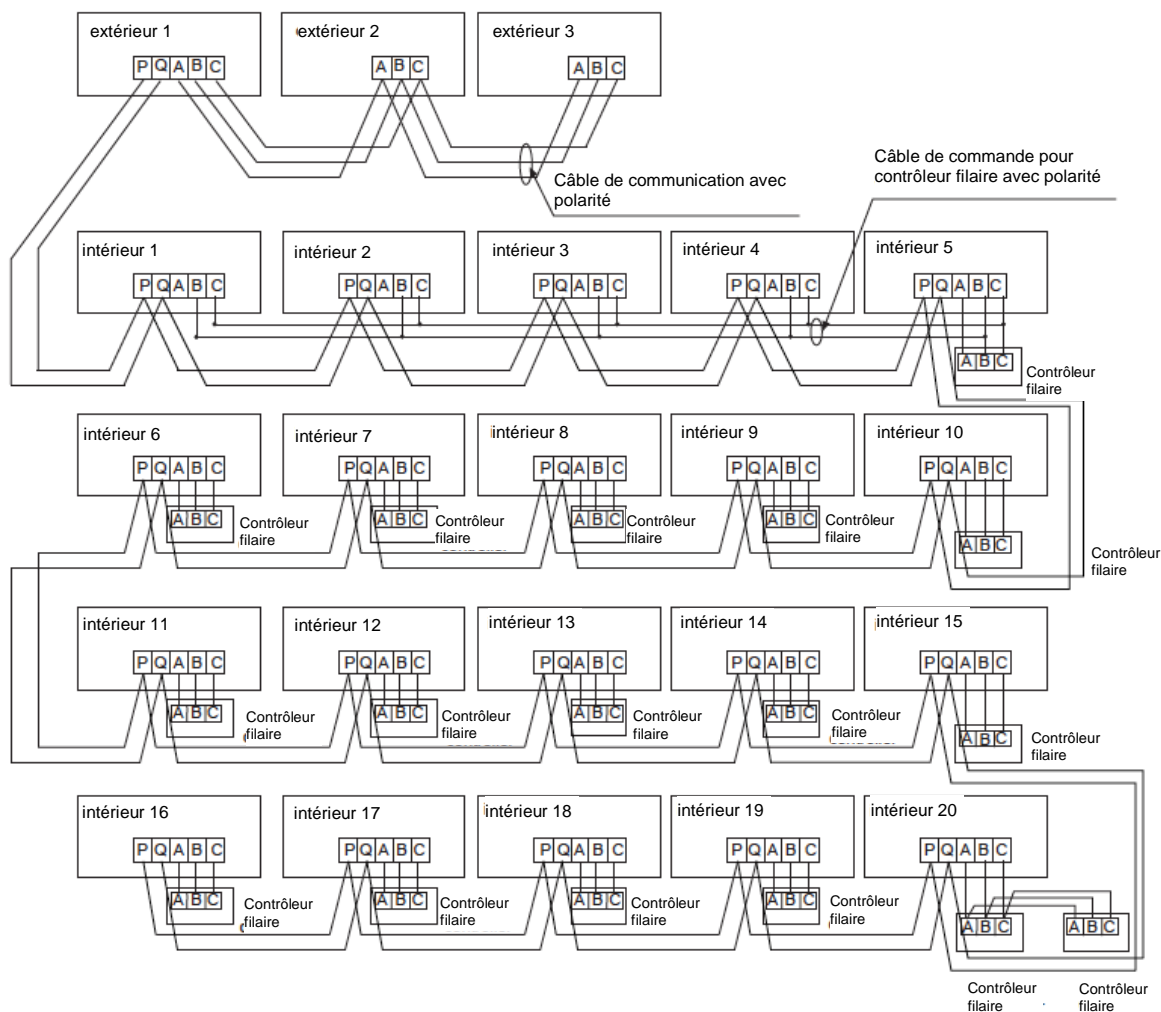 extérieur 1
extérieur 2
extérieur 3
P Q A B C
A B C
A B C
Câble de communication avec
polarité
Câble de commande pour
contrôleur filaire avec polarité
intérieur 1
intérieur 2
intérieur 3
intérieur 4
intérieur 5
P Q A B C
P Q A B C
P Q A B C
P Q A B C
P Q A B C
A B C
Contrôleur
filaire
intérieur 6
intérieur 7
intérieur 8
intérieur 9
intérieur 10
P Q A B C
P Q A B C
P Q A B C
P Q A B C
P Q A B C
A B C
Contrôleur
filaire
A B C
Contrôleur
filaire
A B C
Contrôleur
filaire
A B C
Contrôleur
filaire
A B C
Contrôleur
filaire
intérieur 11
intérieur 12
intérieur 13
intérieur 14
intérieur 15
P Q A B C
P Q A B C
P Q A B C
P Q A B C
P Q A B C
A B C
Contrôleur
filaire
A B C
Contrôleur
filaire
A B C
Contrôleur
filaire
A B C
Contrôleur
filaire
A B C
Contrôleur
filaire
intérieur 16
intérieur 17
intérieur 18
intérieur 19
intérieur 20
P Q A B C
P Q A B C
P Q A B C
P Q A B C
P Q A B C
A B C
Contrôleur
filaire
A B C
Contrôleur
filaire
A B C
Contrôleur
filaire
A B C
Contrôleur
filaire
A B C
A B C
Contrôleur
filaire
Contrôleur
filaire